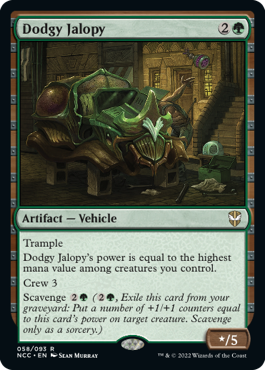 Dodgy Jalopy 2
Artifact — Vehicle
Trample
Dodgy Jalopy's power is equal to the highest
mana value among creatures you control.
Crew 3
Scavenge 2 (2, Exile this card from your
graveyard: Put a number of +1/+1 counters equal
to this card's power on target creature. Scavenge
only as a sorcery.)
*/5
058/093 R
NCC • EN SEAN MURRAY
™ & © 2022 Wizards of the Coast